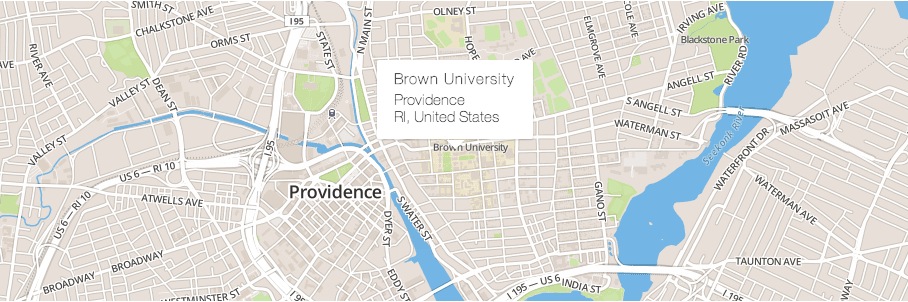 SMITH ST
CHALKSTONE AVE
I 95
N MAIN ST
OLNEY ST
COLE AVE
IRVING AVE
ELMGROVE AVE
HOPE
Blackstone Park
ORMS ST
STATE ST
RIVER AVE
RIVER RD
VALLEY ST
DEAN ST
ANGELL ST
Brown University
Providence
RI, United States
S ANGELL ST
WATERMAN ST
MASSASOIT AVE
Seekonk River
WATERFRONT DR
VALLEY ST
I 95
Brown University
US 6 — RI 10
Providence
ATWELLS AVE
GANO ST
WATERMAN AVE
S WATER ST
DYER ST
US 6 — RI 10
BROADWAY
BROADWAY
EDDY ST
TAUNTON AVE
I 195 — US 6
INDIA ST
I 195
WESTMINSTER ST